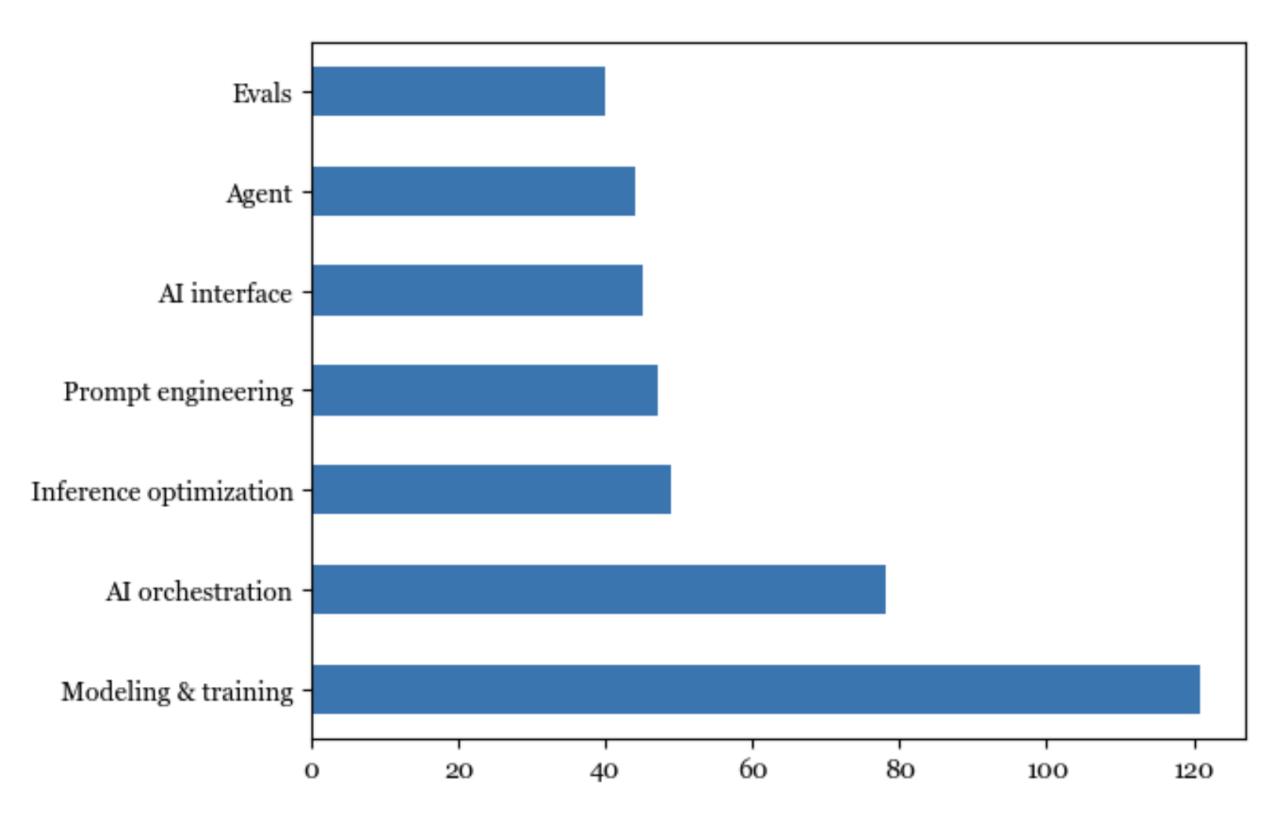 Evals
Agent
AI interface
Prompt engineering
Inference optimization
AI orchestration
Modeling & training
0 20 40 60 80 100 120